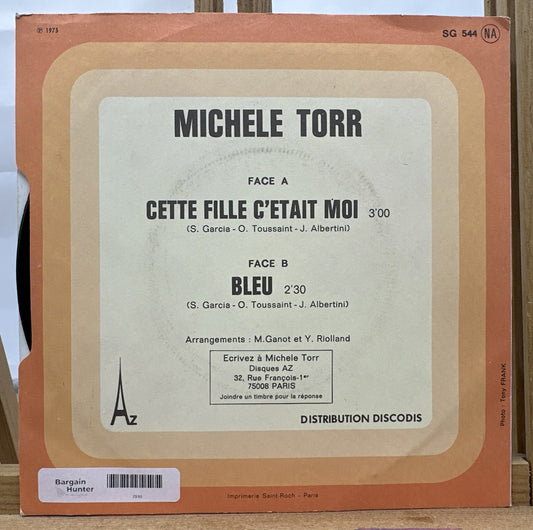 ℗ 1975
SG 544 NA
MICHELE TORR
FACE A
CETTE FILLE C'ETAIT MOI 3'00
(S. Garcia - O. Toussaint - J. Albertini)
FACE B
BLEU 2'30
(S. Garcia - O. Toussaint - J. Albertini)
Arrangements : M.Ganot et Y. Riolland
Ecrivez à Michele Torr
Disques AZ
32, Rue François-1er
75008 PARIS
Joindre un timbre pour la réponse
AZ
DISTRIBUTION DISCODIS
Photo : Tony FRANK
Bargain
Hunter
Imprimerie Saint-Roch - Paris